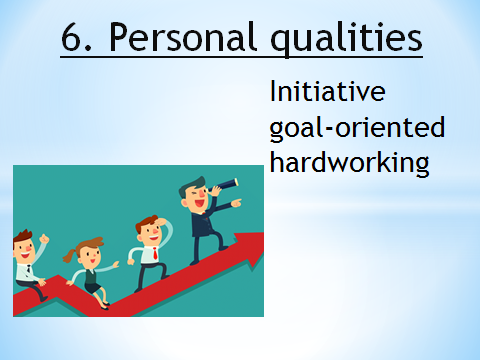 6. Personal qualities
Initiative
goal-oriented
hardworking